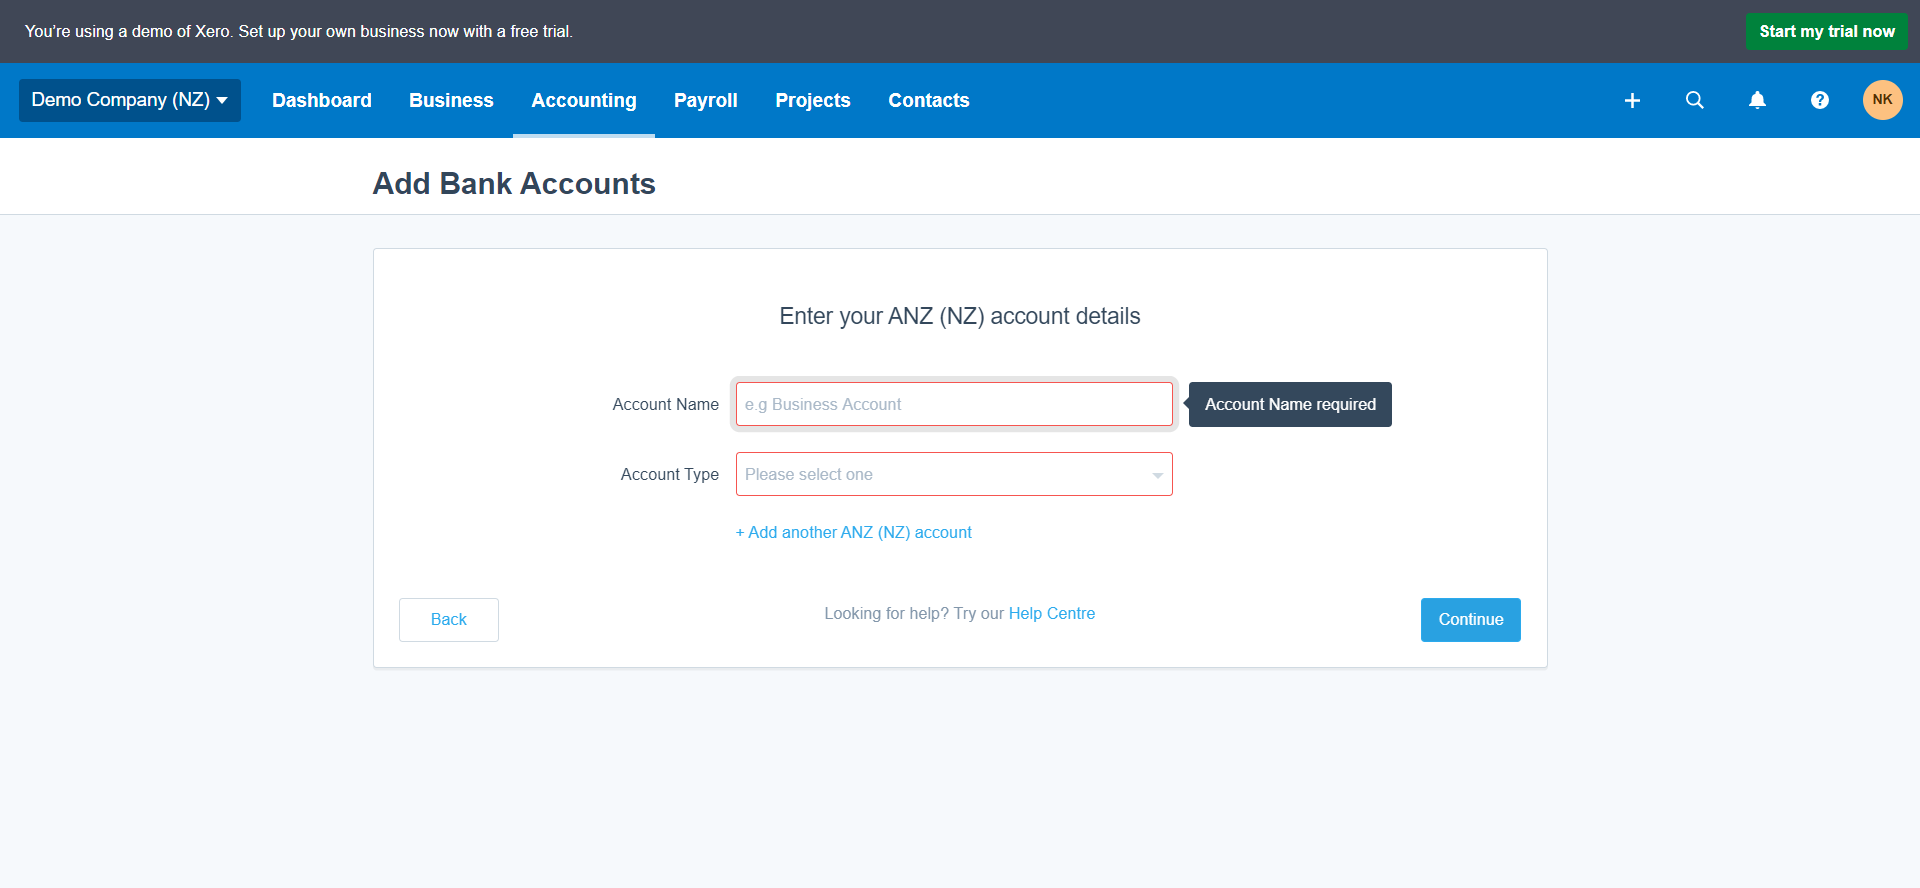 You're using a demo of Xero. Set up your own business now with a free trial.
Start my trial now
Demo Company (NZ)
Dashboard
Business
Accounting
Payroll
Projects
Contacts
NK
Add Bank Accounts
Enter your ANZ (NZ) account details
Account Name
e.g Business Account
Account Name required
Account Type
Please select one
+ Add another ANZ (NZ) account
Back
Looking for help? Try our Help Centre
Continue